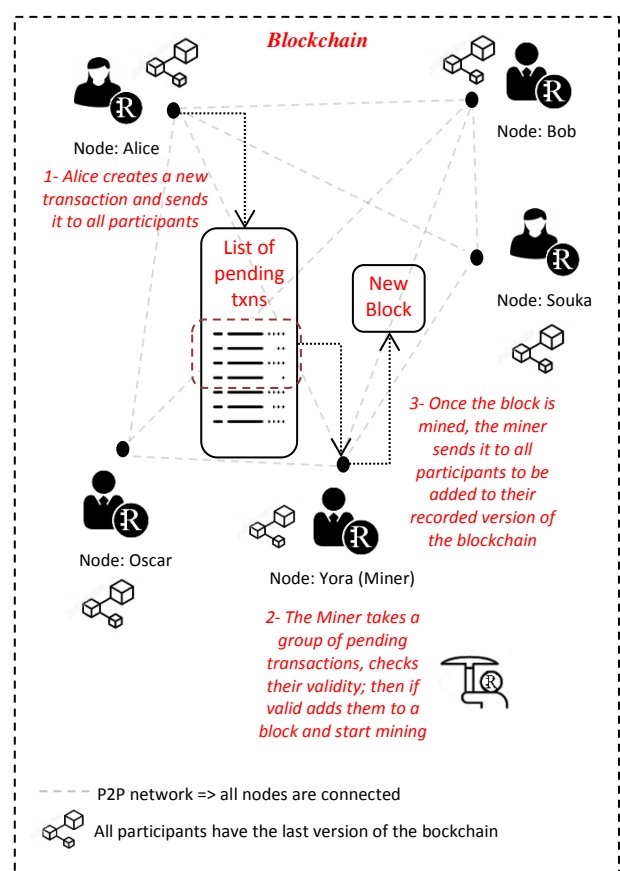 Blockchain
Node: Alice
Node: Bob
1- Alice creates a new
transaction and sends
it to all participants
List of
pending
txns
New
Block
Node: Souka
3- Once the block is
mined, the miner
sends it to all
participants to be
added to their
recorded version of
the blockchain
Node: Oscar
Node: Yora (Miner)
2- The Miner takes a
group of pending
transactions, checks
their validity; then if
valid adds them to a
block and start mining
P2P network => all nodes are connected
All participants have the last version of the bockchain